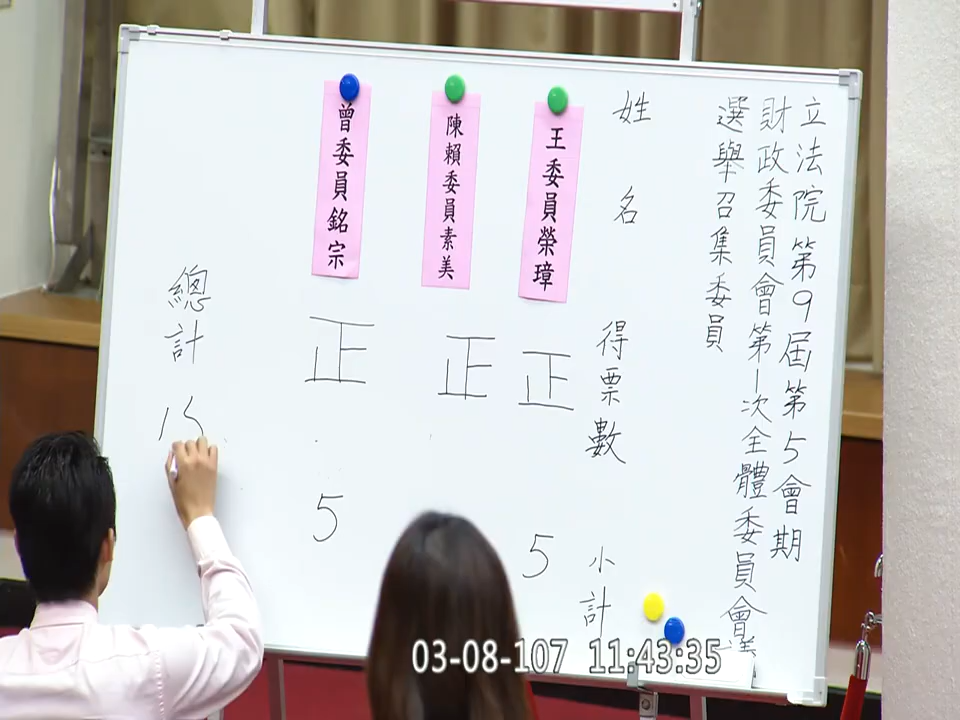 立法院第9屆第5會期
財政委員會第1次全體委員會議
選舉召集委員
姓名
得票數
小計
王委員榮璋
正
5
陳賴委員素美
正
曾委員銘宗
正
5
總計
15
03-08-107 11:43:35